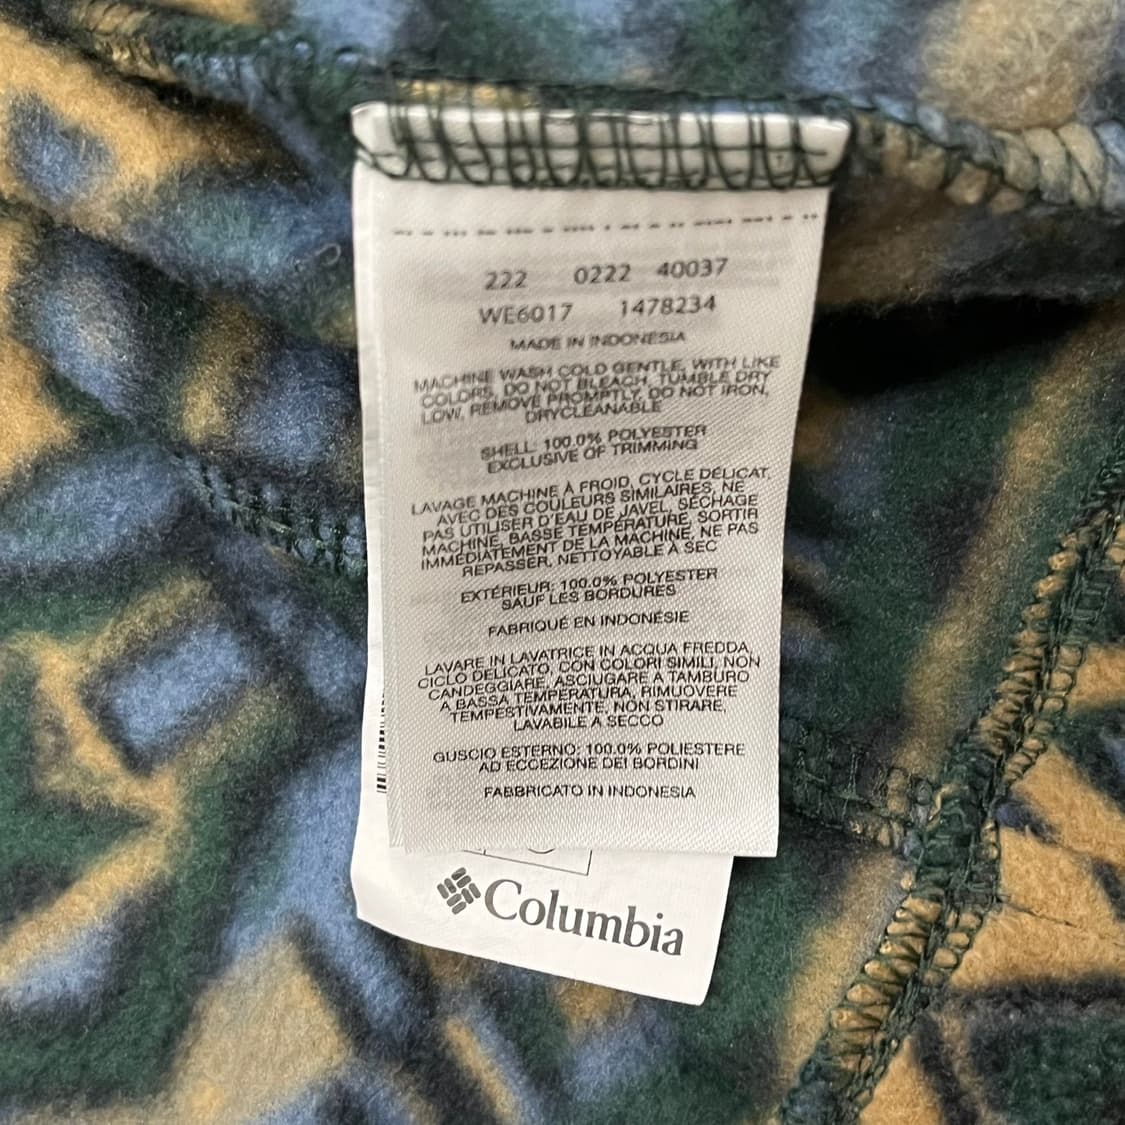 222 0222 40037
WE6017 1478234
MADE IN INDONESIA
MACHINE WASH COLD GENTLE, WITH LIKE
COLORS, DO NOT BLEACH, TUMBLE DRY
LOW, REMOVE PROMPTLY, DO NOT IRON,
DRYCLEANABLE
SHELL: 100.0% POLYESTER
EXCLUSIVE OF TRIMMING
LAVAGE MACHINE À FROID, CYCLE DÉLICAT,
AVEC DES COULEURS SIMILAIRES, NE
PAS UTILISER D'EAU DE JAVEL, SÉCHAGE
MACHINE, BASSE TEMPÉRATURE, SORTIR
IMMÉDIATEMENT DE LA MACHINE, NE PAS
REPASSER, NETTOYABLE À SEC
EXTÉRIEUR: 100.0% POLYESTER
SAUF LES BORDURES
FABRIQUÉ EN INDONÉSIE
LAVARE IN LAVATRICE IN ACQUA FREDDA,
CICLO DELICATO, CON COLORI SIMILI, NON
CANDEGGIARE, ASCIUGARE A TAMBURO
A BASSA TEMPERATURA, RIMUOVERE
TEMPESTIVAMENTE, NON STIRARE,
LAVABILE A SECCO
GUSCIO ESTERNO: 100.0% POLIESTERE
AD ECCEZIONE DEI BORDINI
FABBRICATO IN INDONESIA
Columbia